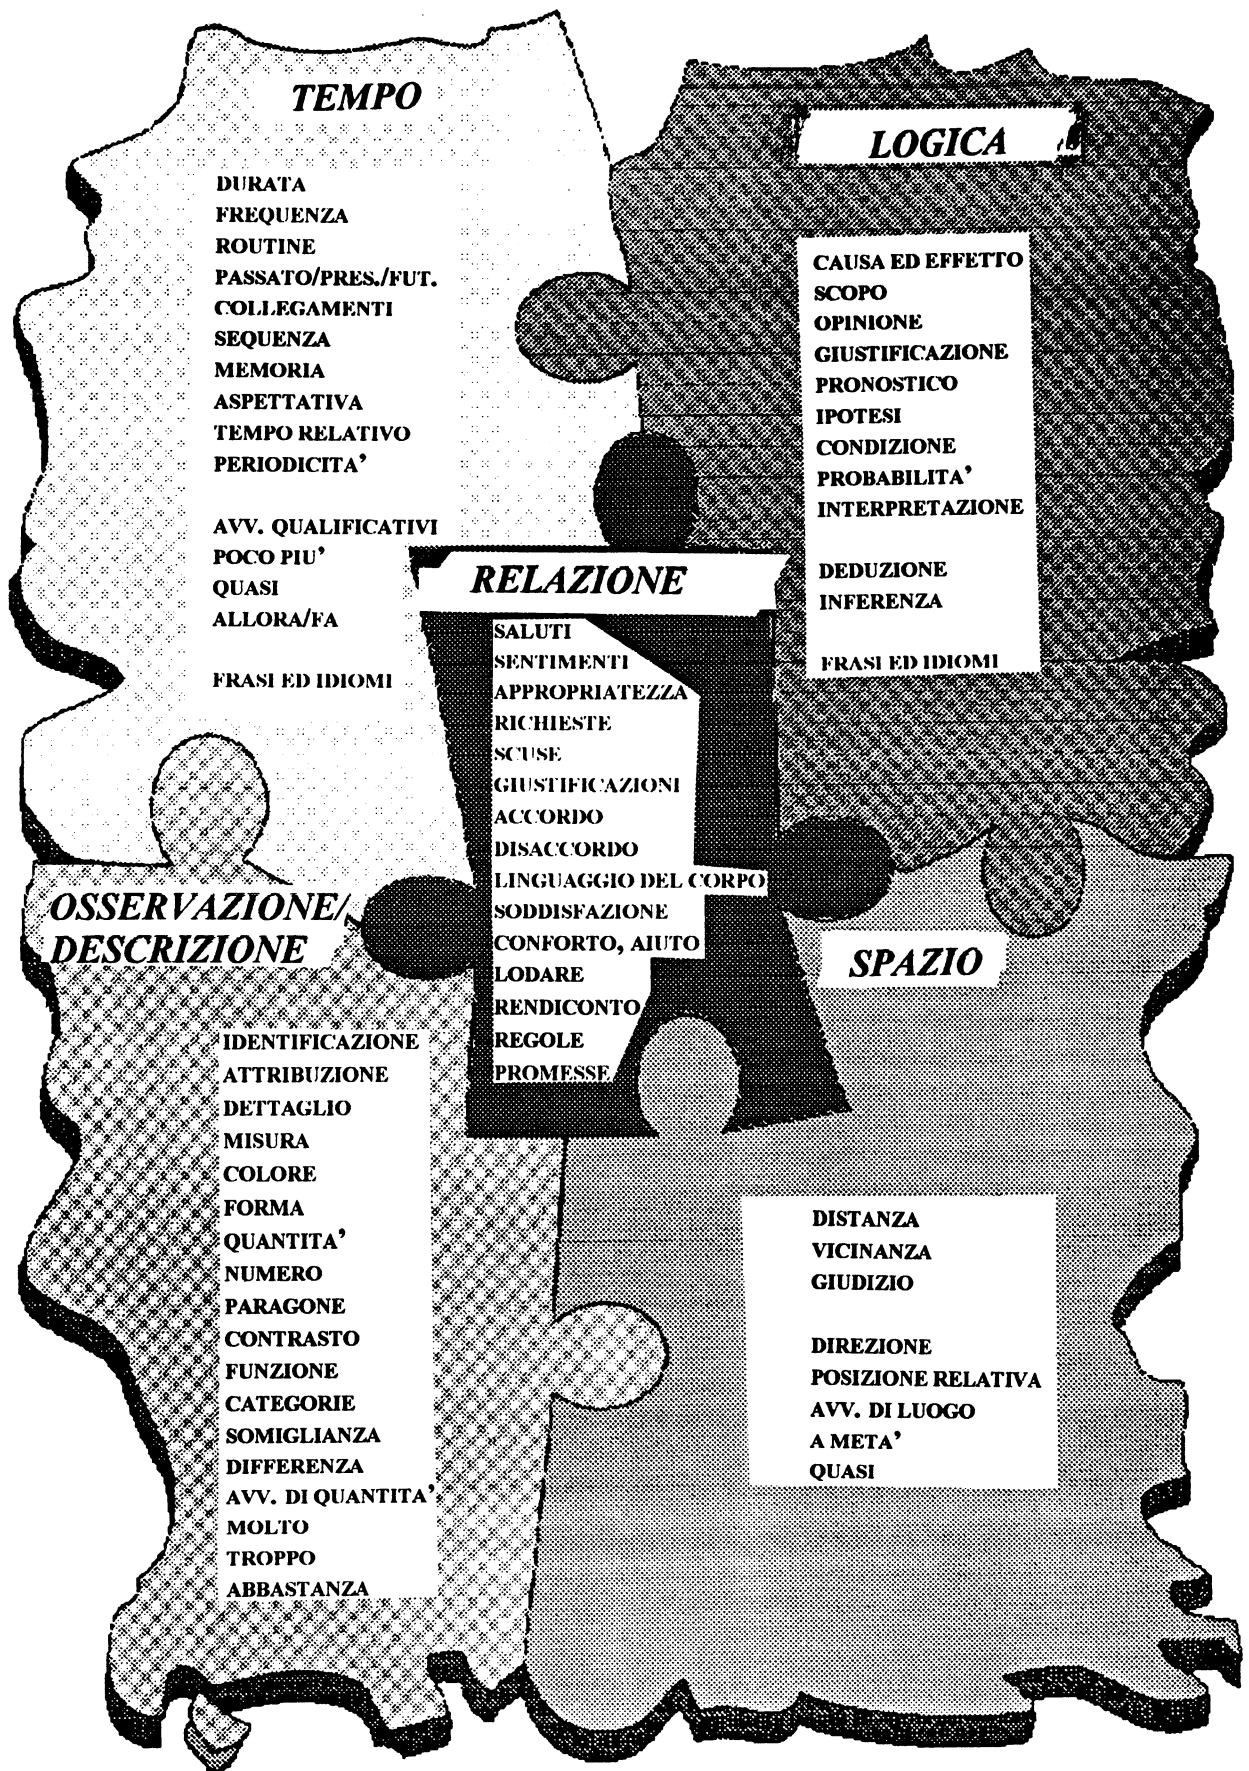 TEMPO
DURATA
FREQUENZA
ROUTINE
PASSATO/PRES./FUT.
COLLEGAMENTI
SEQUENZA
MEMORIA
ASPETTATIVA
TEMPO RELATIVO
PERIODICITA'
AVV. QUALIFICATIVI
POCO PIU'
QUASI
ALLORA/FA
FRASI ED IDIOMI
LOGICA
CAUSA ED EFFETTO
SCOPO
OPINIONE
GIUSTIFICAZIONE
PRONOSTICO
IPOTESI
CONDIZIONE
PROBABILITA'
INTERPRETAZIONE
DEDUZIONE
INFERENZA
FRASI ED IDIOMI
RELAZIONE
SALUTI
SENTIMENTI
APPROPRIATEZZA
RICHIESTE
SCUSE
GIUSTIFICAZIONI
ACCORDO
DISACCORDO
LINGUAGGIO DEL CORPO
SODDISFAZIONE
CONFORTO, AIUTO
LODARE
RENDICONTO
REGOLE
PROMESSE
OSSERVAZIONE/
DESCRIZIONE
IDENTIFICAZIONE
ATTRIBUZIONE
DETTAGLIO
MISURA
COLORE
FORMA
QUANTITA'
NUMERO
PARAGONE
CONTRASTO
FUNZIONE
CATEGORIE
SOMIGLIANZA
DIFFERENZA
AVV. DI QUANTITA'
MOLTO
TROPPO
ABBASTANZA
SPAZIO
DISTANZA
VICINANZA
GIUDIZIO
DIREZIONE
POSIZIONE RELATIVA
AVV. DI LUOGO
A META'
QUASI